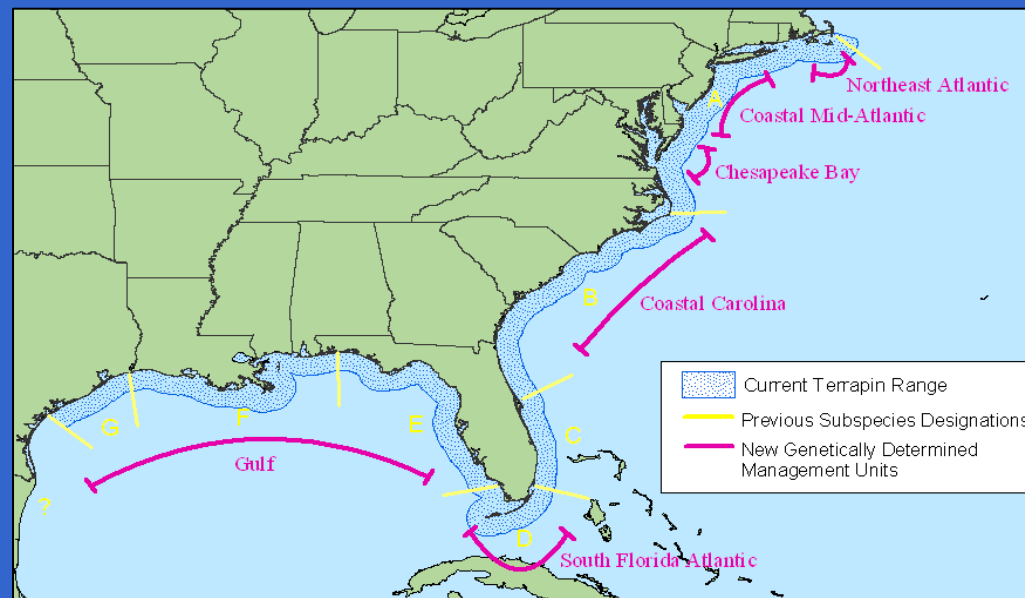 Northeast Atlantic
A
Coastal Mid-Atlantic
Chesapeake Bay
B
Coastal Carolina
Current Terrapin Range
Previous Subspecies Designations
New Genetically Determined
Management Units
G
F
E
C
Gulf
?
D
South Florida Atlantic